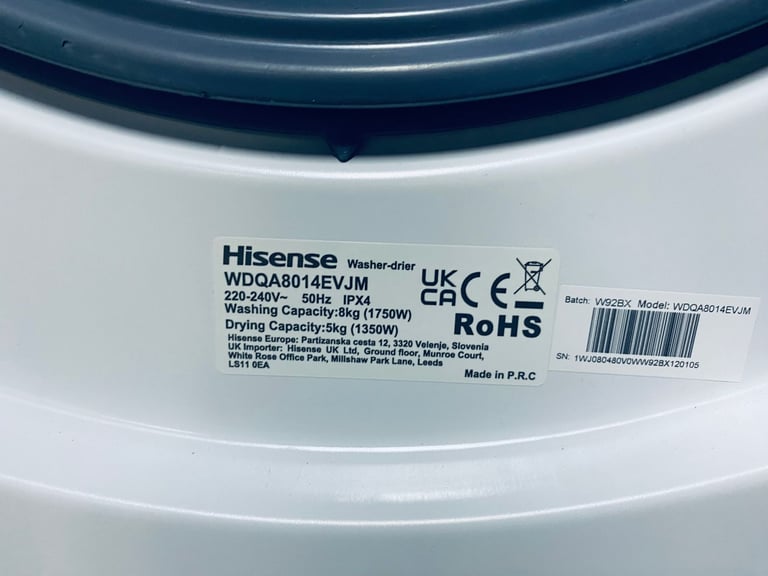 Hisense Washer-drier
WDQA8014EVJM
220-240V~ 50Hz IPX4
Washing Capacity:8kg (1750W)
Drying Capacity:5kg (1350W)
Hisense Europe: Partizanska cesta 12, 3320 Velenje, Slovenia
UK Importer: Hisense UK Ltd, Ground floor, Munroe Court,
White Rose Office Park, Millshaw Park Lane, Leeds
LS11 0EA
UK
CA
CE
RoHS
Made in P.R.C
Batch: W92BX Model: WDQA8014EVJM
SN: 1WJ080480V0WW92BX120105